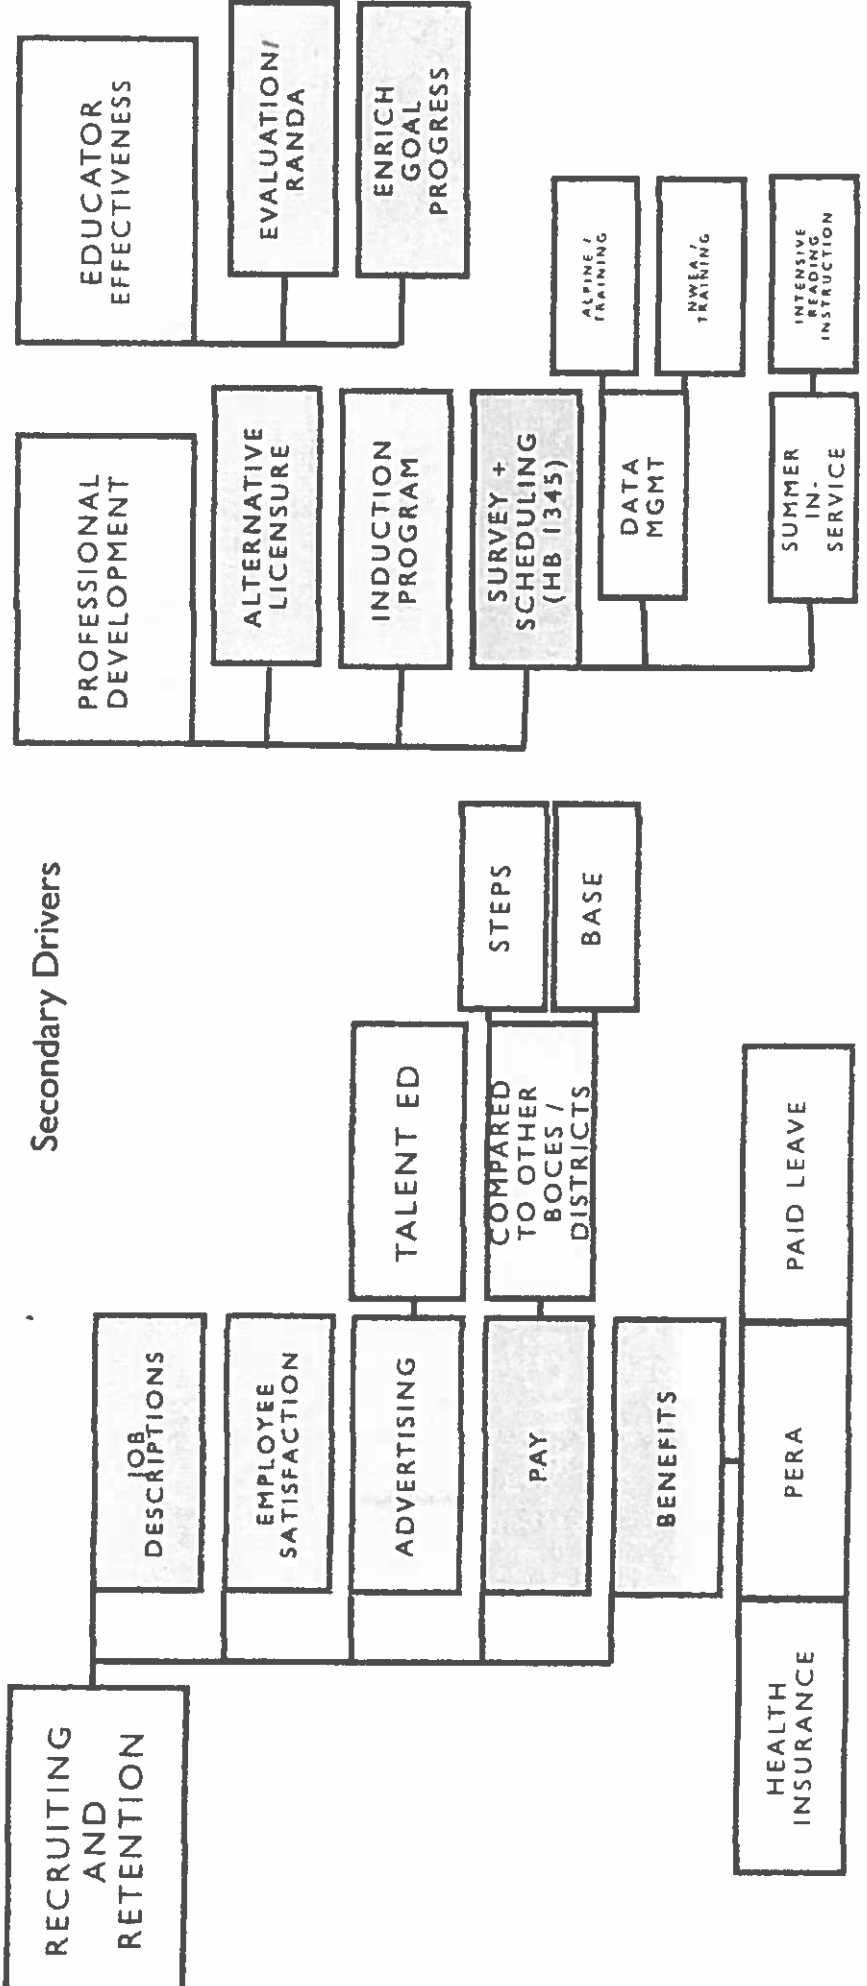 Secondary Drivers
RECRUITING
AND
RETENTION
JOB
DESCRIPTIONS
EMPLOYEE
SATISFACTION
ADVERTISING
TALENT ED
PAY
COMPARED
TO OTHER
BOCES /
DISTRICTS
STEPS
BASE
BENEFITS
HEALTH
INSURANCE
PERA
PAID LEAVE
PROFESSIONAL
DEVELOPMENT
ALTERNATIVE
LICENSURE
INDUCTION
PROGRAM
SURVEY +
SCHEDULING
(HB 1345)
DATA
MGMT
ALPINE /
TRAINING
NWEA /
TRAINING
SUMMER
IN-
SERVICE
INTENSIVE
READING
INSTRUCTION
EDUCATOR
EFFECTIVENESS
EVALUATION/
RANDA
ENRICH
GOAL
PROGRESS